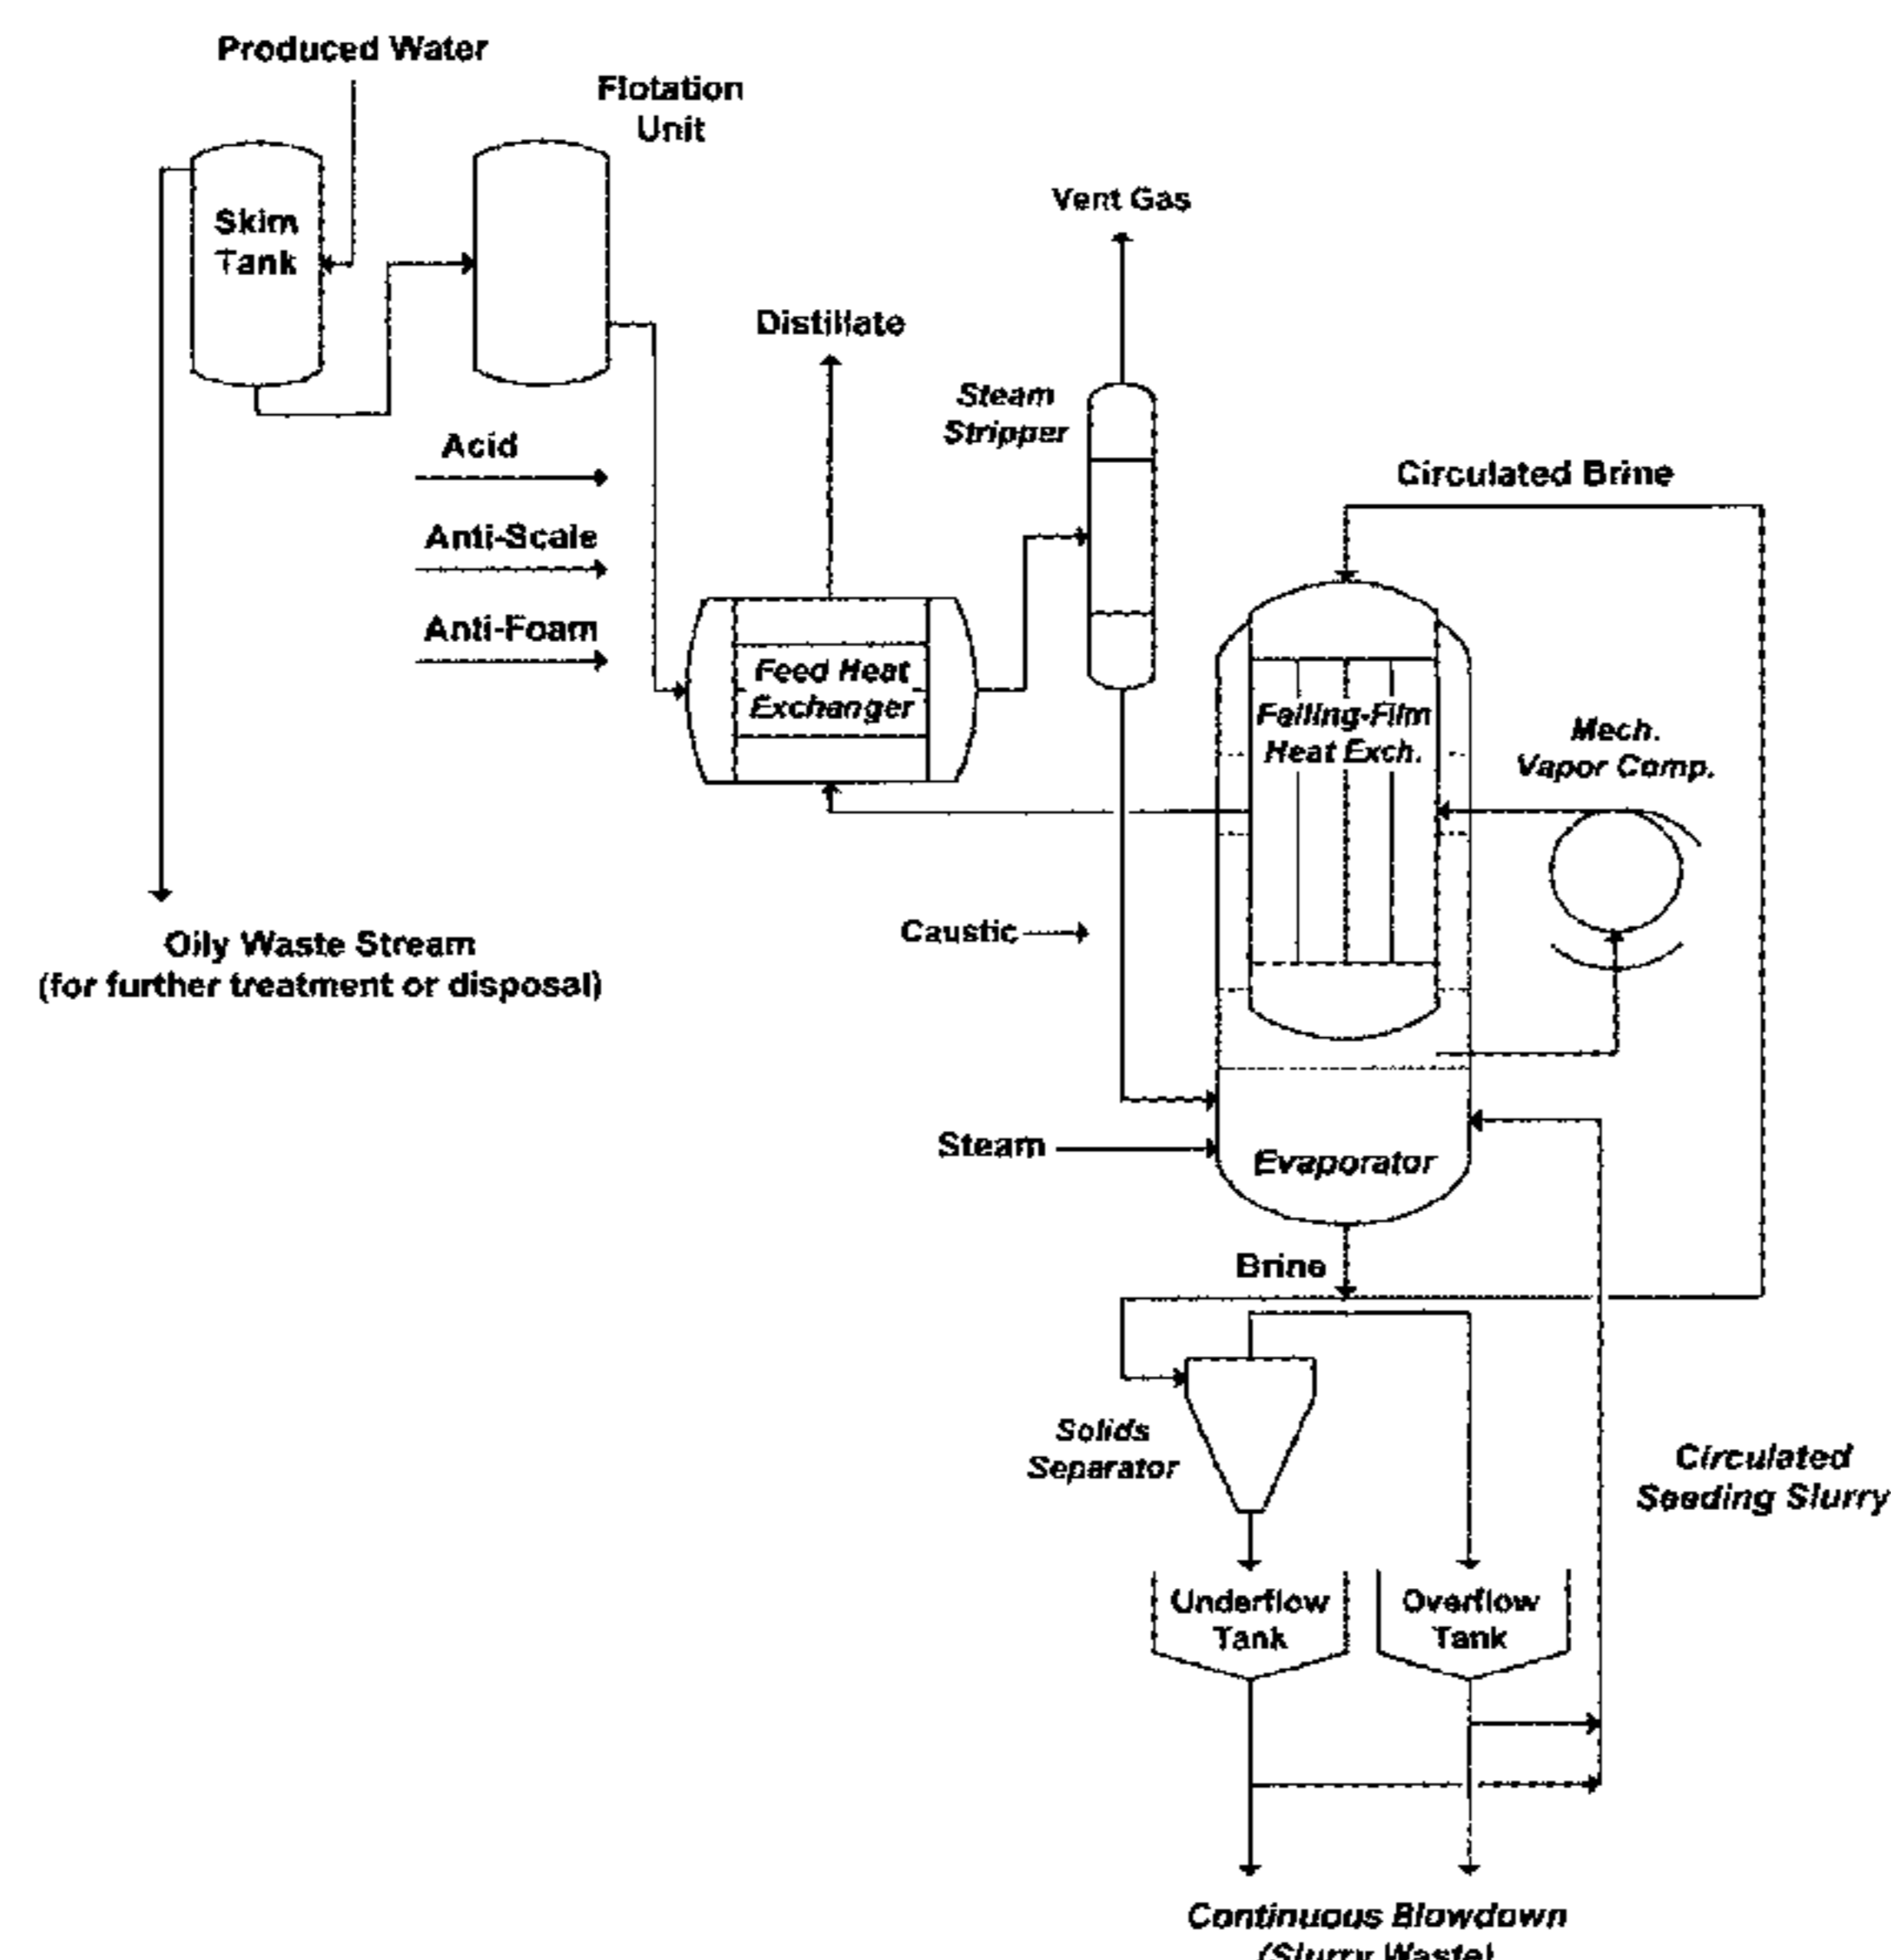 Produced Water
Flotation
Unit
Skim
Tank
Vent Gas
Distillate
Steam
Stripper
Acid
Circulated Brine
Anti-Scale
Anti-Foam
Feed Heat
Exchanger
Falling-Film
Heat Exch.
Mech.
Vapor Comp.
Caustic
Oily Waste Stream
(for further treatment or disposal)
Steam
Evaporator
Brine
Solids
Separator
Circulated
Seeding Slurry
Underflow
Tank
Overflow
Tank
Continuous Blowdown
(Slurry Waste)